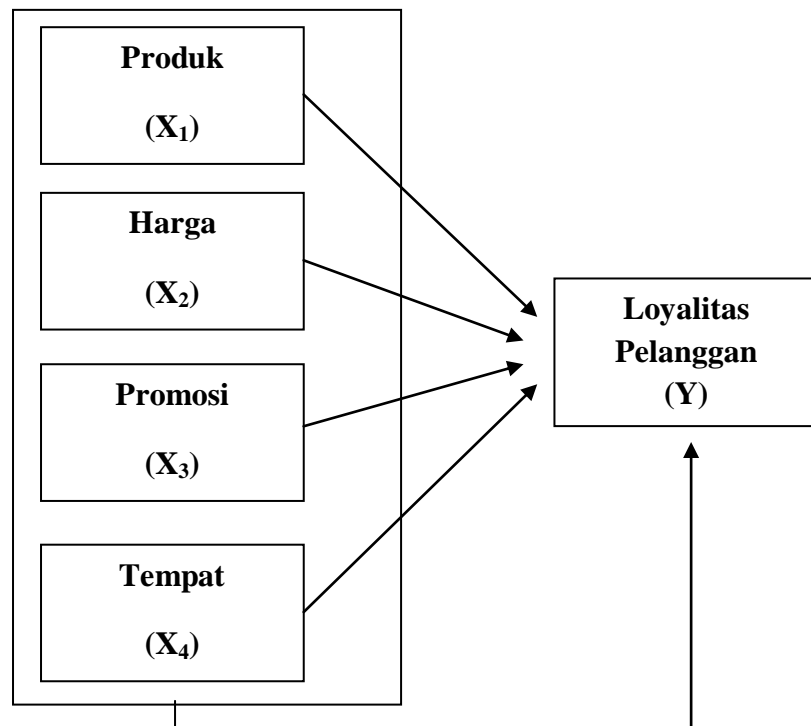 Produk
(X₁)
Harga
(X₂)
Promosi
(X₃)
Tempat
(X₄)
Loyalitas
Pelanggan
(Y)